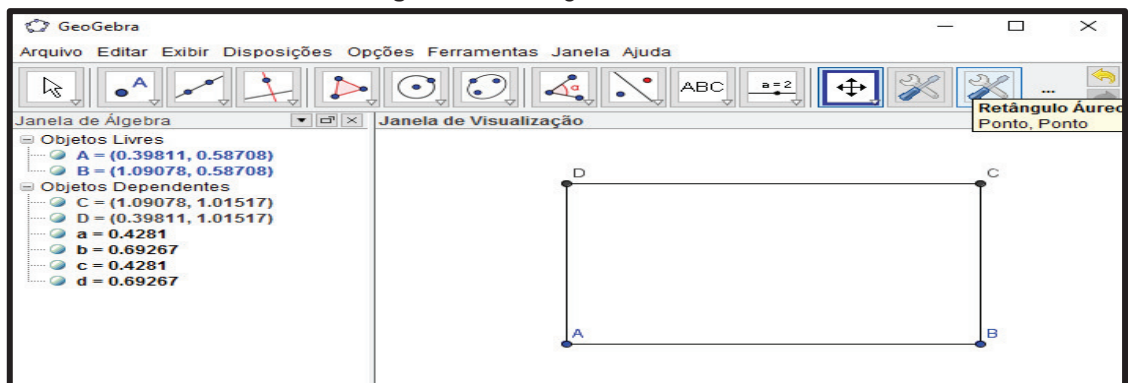 GeoGebra
Arquivo Editar Exibir Disposições Opções Ferramentas Janela Ajuda
A
α
ABC
a=2
...
Retângulo Áurec
Ponto, Ponto
Janela de Álgebra
Janela de Visualização
Objetos Livres
A = (0.39811, 0.58708)
B = (1.09078, 0.58708)
Objetos Dependentes
C = (1.09078, 1.01517)
D = (0.39811, 1.01517)
a = 0.4281
b = 0.69267
c = 0.4281
d = 0.69267
D
C
A
B